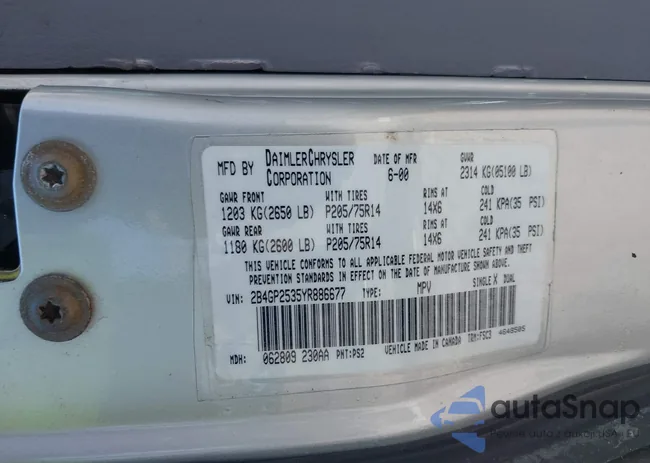 MFD BY DAIMLERCHRYSLER CORPORATION DATE OF MFR 6-00 GVWR 2314 KG(05100 LB)
GAWR FRONT WITH TIRES RIMS AT COLD
1203 KG(2650 LB) P205/75R14 14X6 241 KPA(35 PSI)
GAWR REAR WITH TIRES RIMS AT COLD
1180 KG(2600 LB) P205/75R14 14X6 241 KPA(35 PSI)
THIS VEHICLE CONFORMS TO ALL APPLICABLE FEDERAL MOTOR VEHICLE SAFETY AND THEFT
PREVENTION STANDARDS IN EFFECT ON THE DATE OF MANUFACTURE SHOWN ABOVE.
VIN: 2B4GP2535YR886677 TYPE: MPV SINGLE X DUAL
MDH: 062809 230AA PNT:PS2 VEHICLE MADE IN CANADA TRM:F5C3 4648505
autoSnap